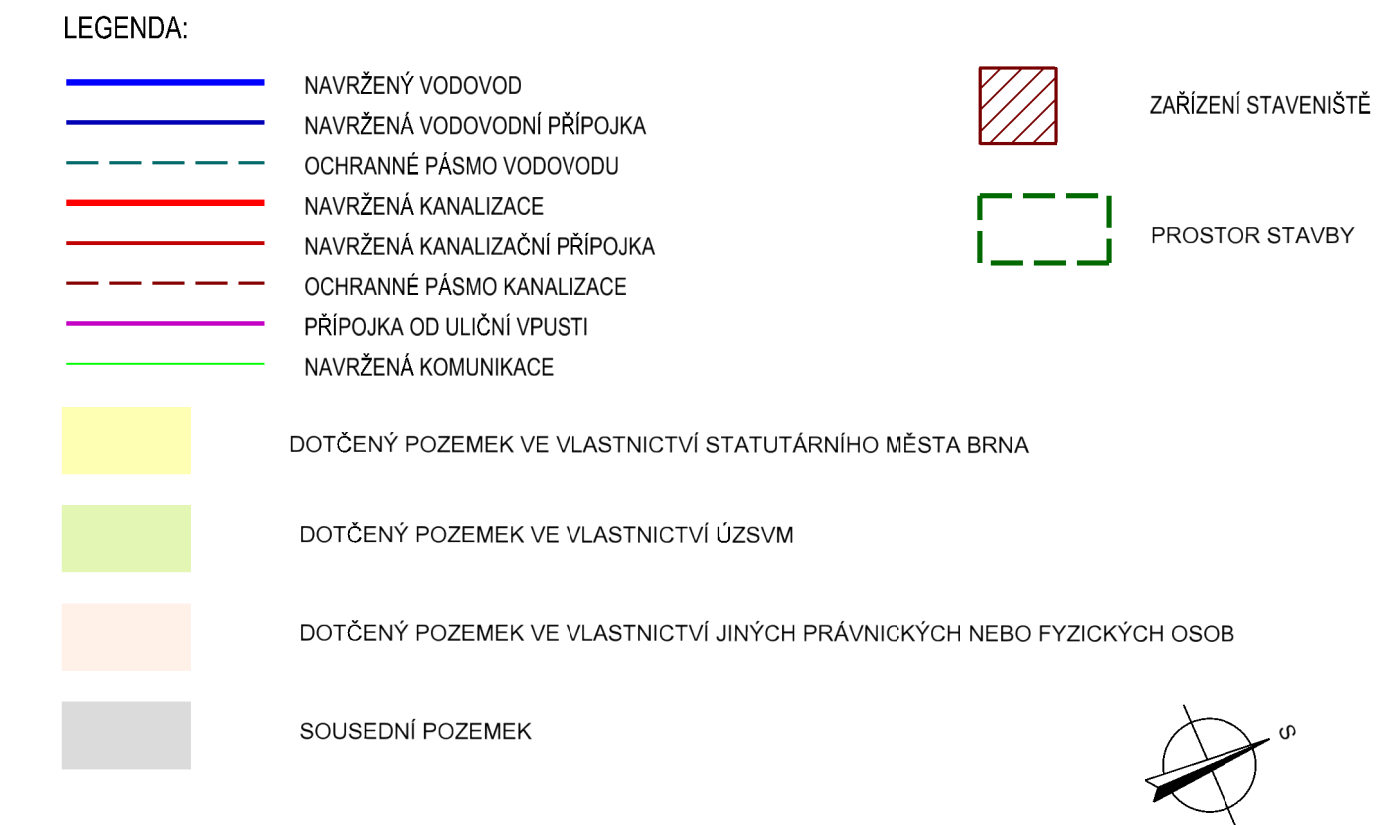 LEGENDA:
NAVRŽENÝ VODOVOD
NAVRŽENÁ VODOVODNÍ PŘÍPOJKA
OCHRANNÉ PÁSMO VODOVODU
NAVRŽENÁ KANALIZACE
NAVRŽENÁ KANALIZAČNÍ PŘÍPOJKA
OCHRANNÉ PÁSMO KANALIZACE
PŘÍPOJKA OD ULIČNÍ VPUSTI
NAVRŽENÁ KOMUNIKACE
DOTČENÝ POZEMEK VE VLASTNICTVÍ STATUTÁRNÍHO MĚSTA BRNA
DOTČENÝ POZEMEK VE VLASTNICTVÍ ÚZSVM
DOTČENÝ POZEMEK VE VLASTNICTVÍ JINÝCH PRÁVNICKÝCH NEBO FYZICKÝCH OSOB
SOUSEDNÍ POZEMEK
ZAŘÍZENÍ STAVENIŠTĚ
PROSTOR STAVBY
S